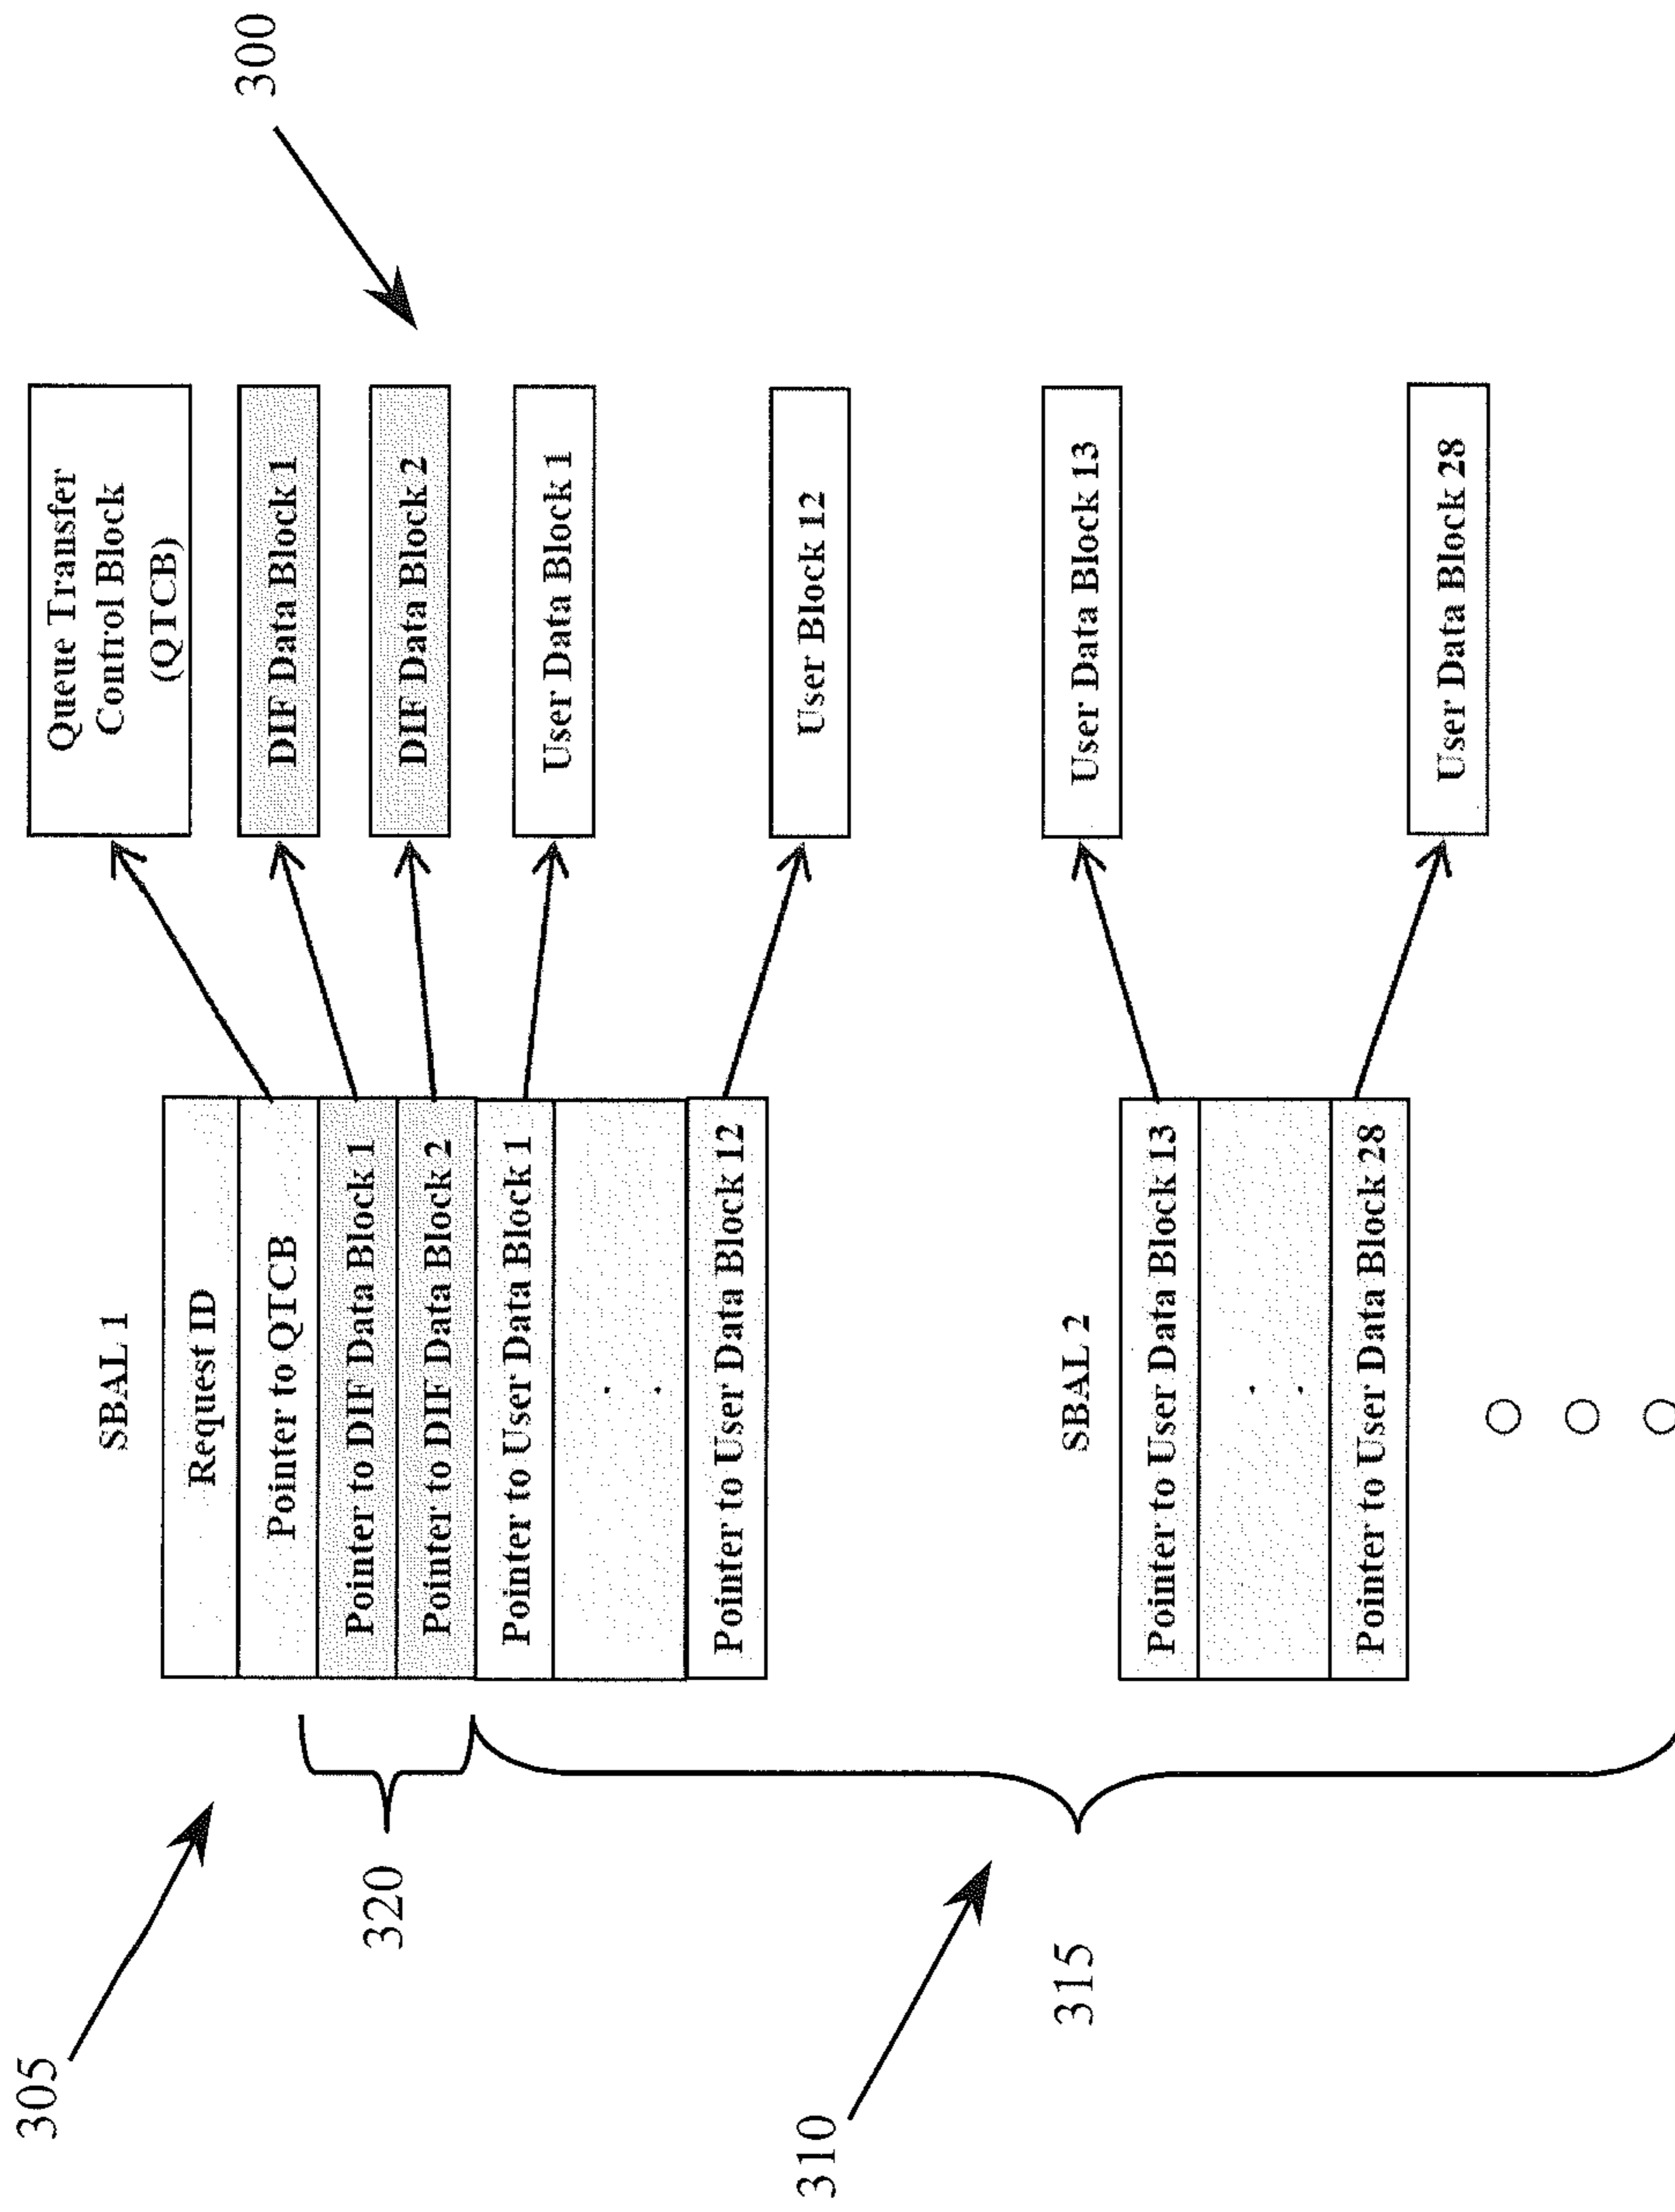 300
305
SBAL 1
Request ID
Pointer to QTCB
Pointer to DIF Data Block 1
Pointer to DIF Data Block 2
Pointer to User Data Block 1
Pointer to User Data Block 12
Queue Transfer
Control Block
(QTCB)
DIF Data Block 1
DIF Data Block 2
User Data Block 1
User Block 12
320
310
315
SBAL 2
Pointer to User Data Block 13
Pointer to User Data Block 28
User Data Block 13
User Data Block 28